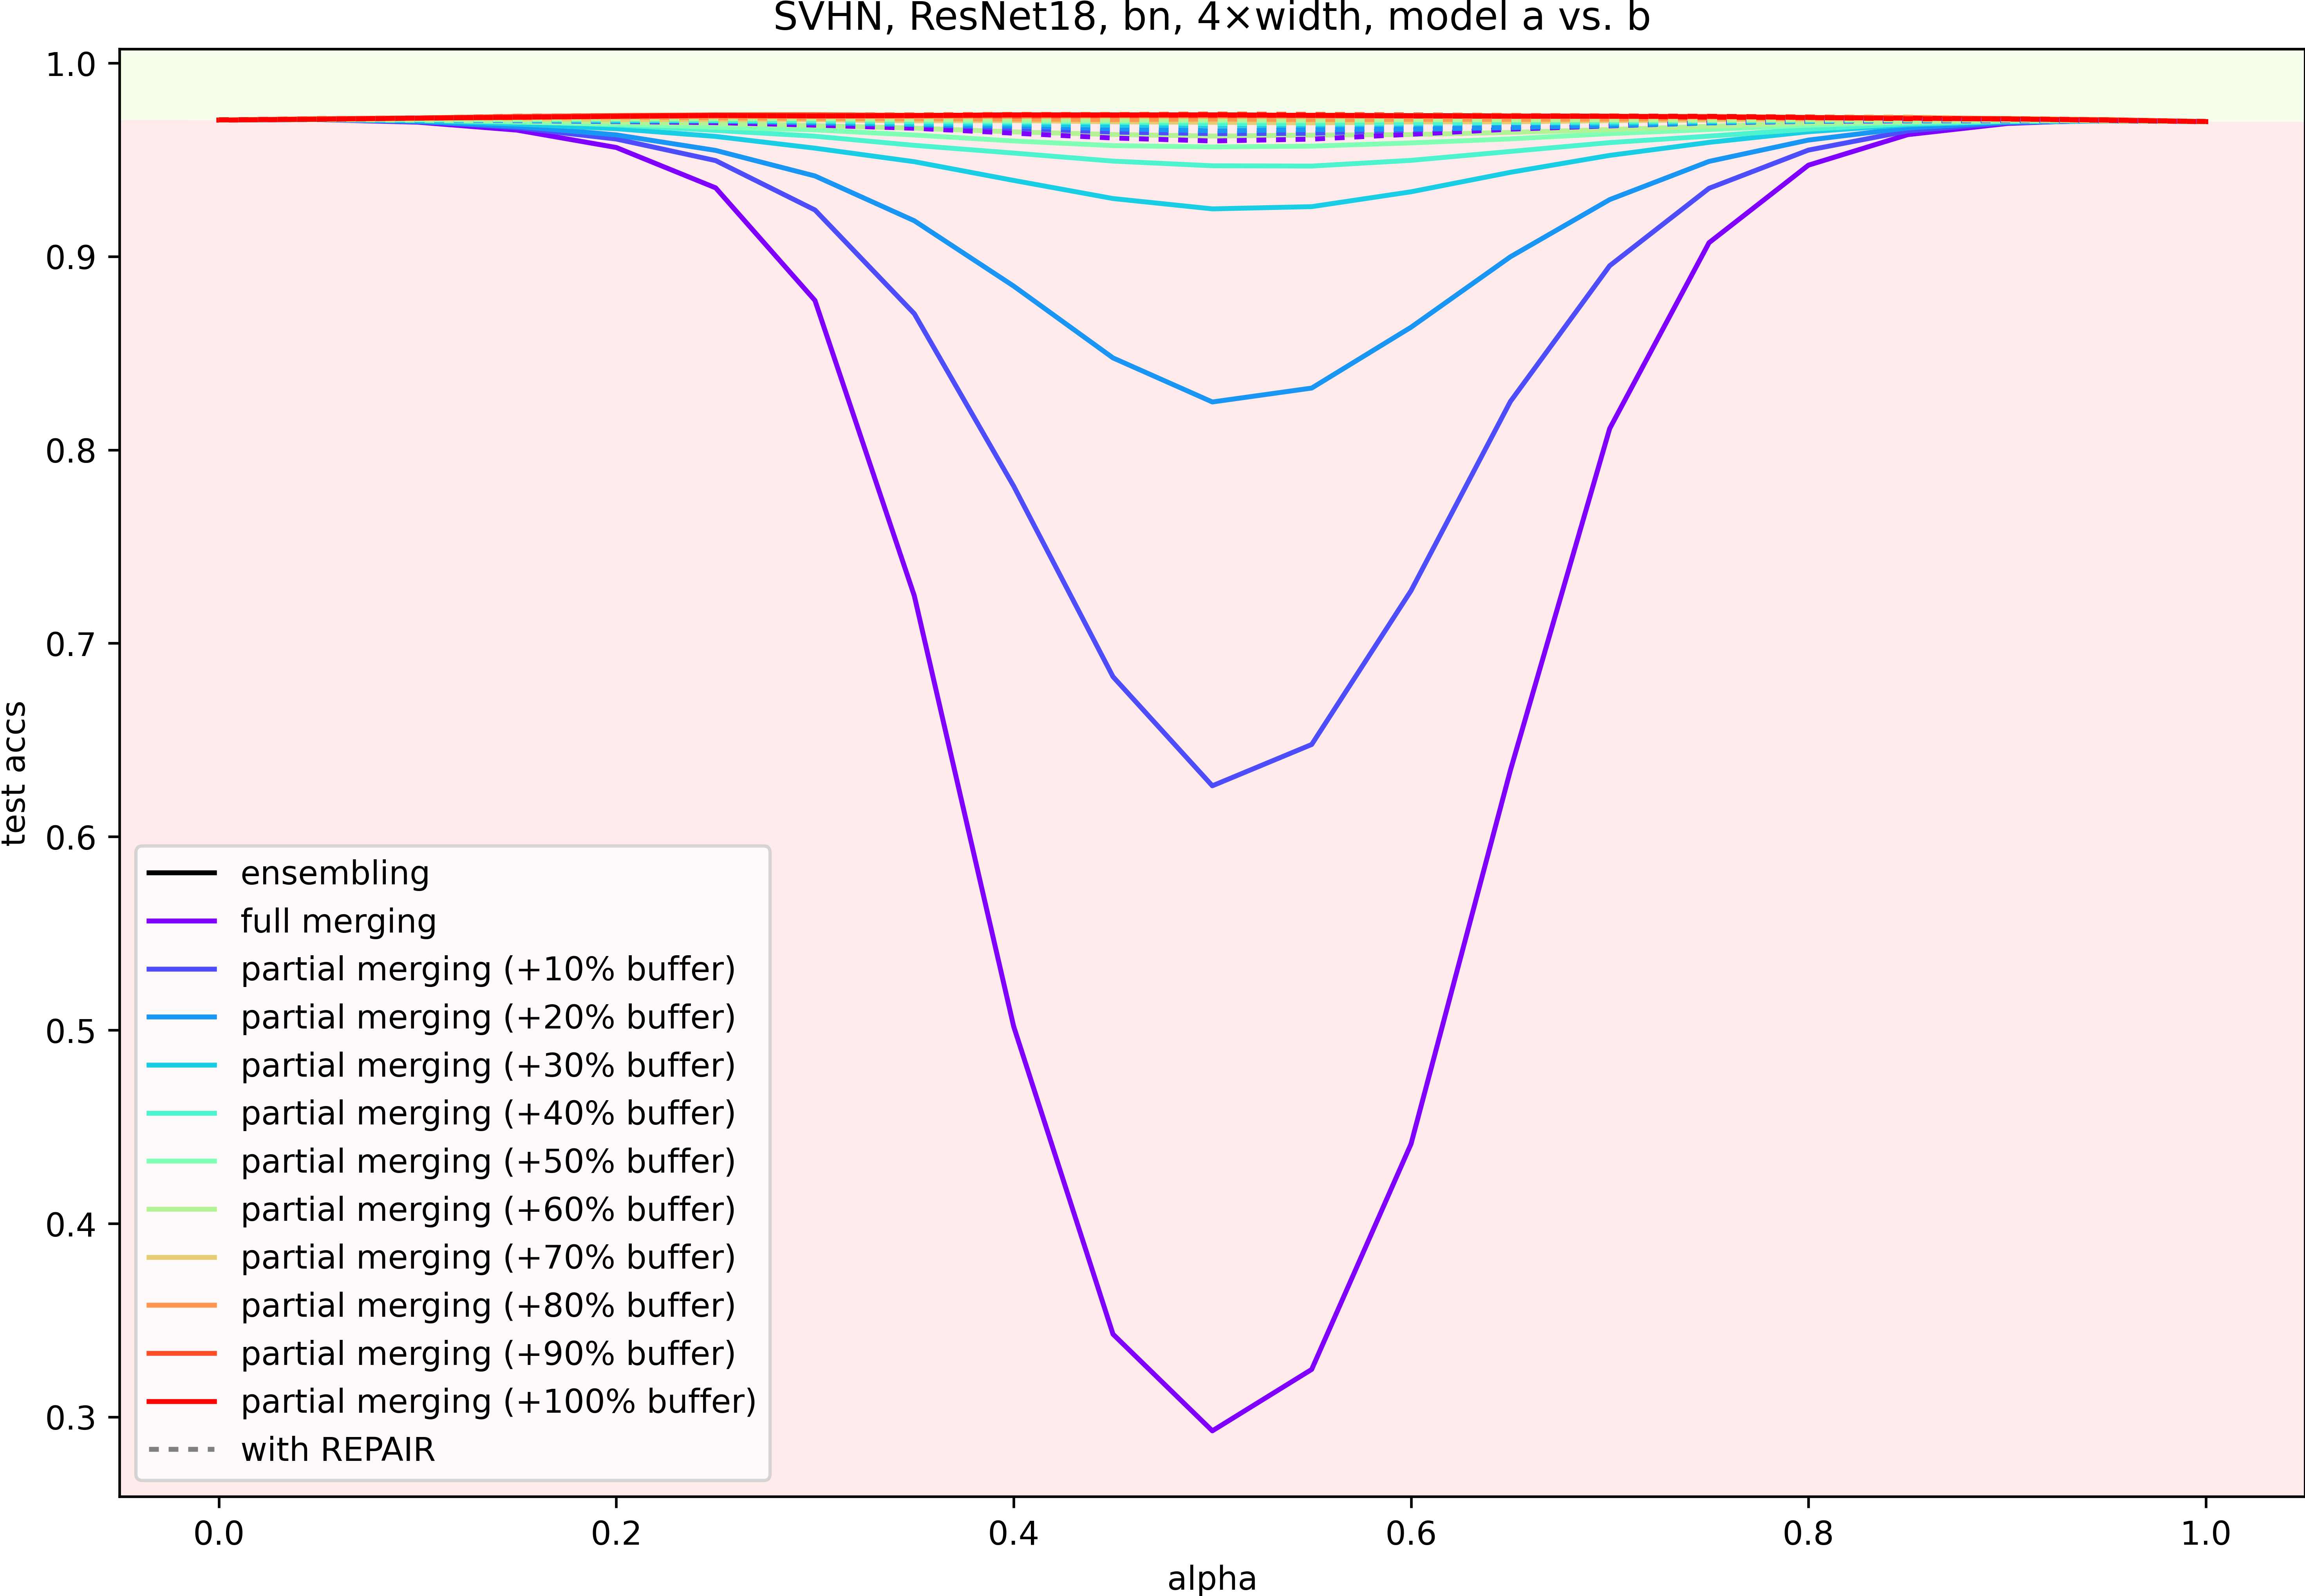 SVHN, ResNet18, bn, 4×width, model a vs. b
1.0
0.9
0.8
0.7
0.6
0.5
0.4
0.3
test accs
ensembling
full merging
partial merging (+10% buffer)
partial merging (+20% buffer)
partial merging (+30% buffer)
partial merging (+40% buffer)
partial merging (+50% buffer)
partial merging (+60% buffer)
partial merging (+70% buffer)
partial merging (+80% buffer)
partial merging (+90% buffer)
partial merging (+100% buffer)
with REPAIR
0.0 0.2 0.4 0.6 0.8 1.0
alpha